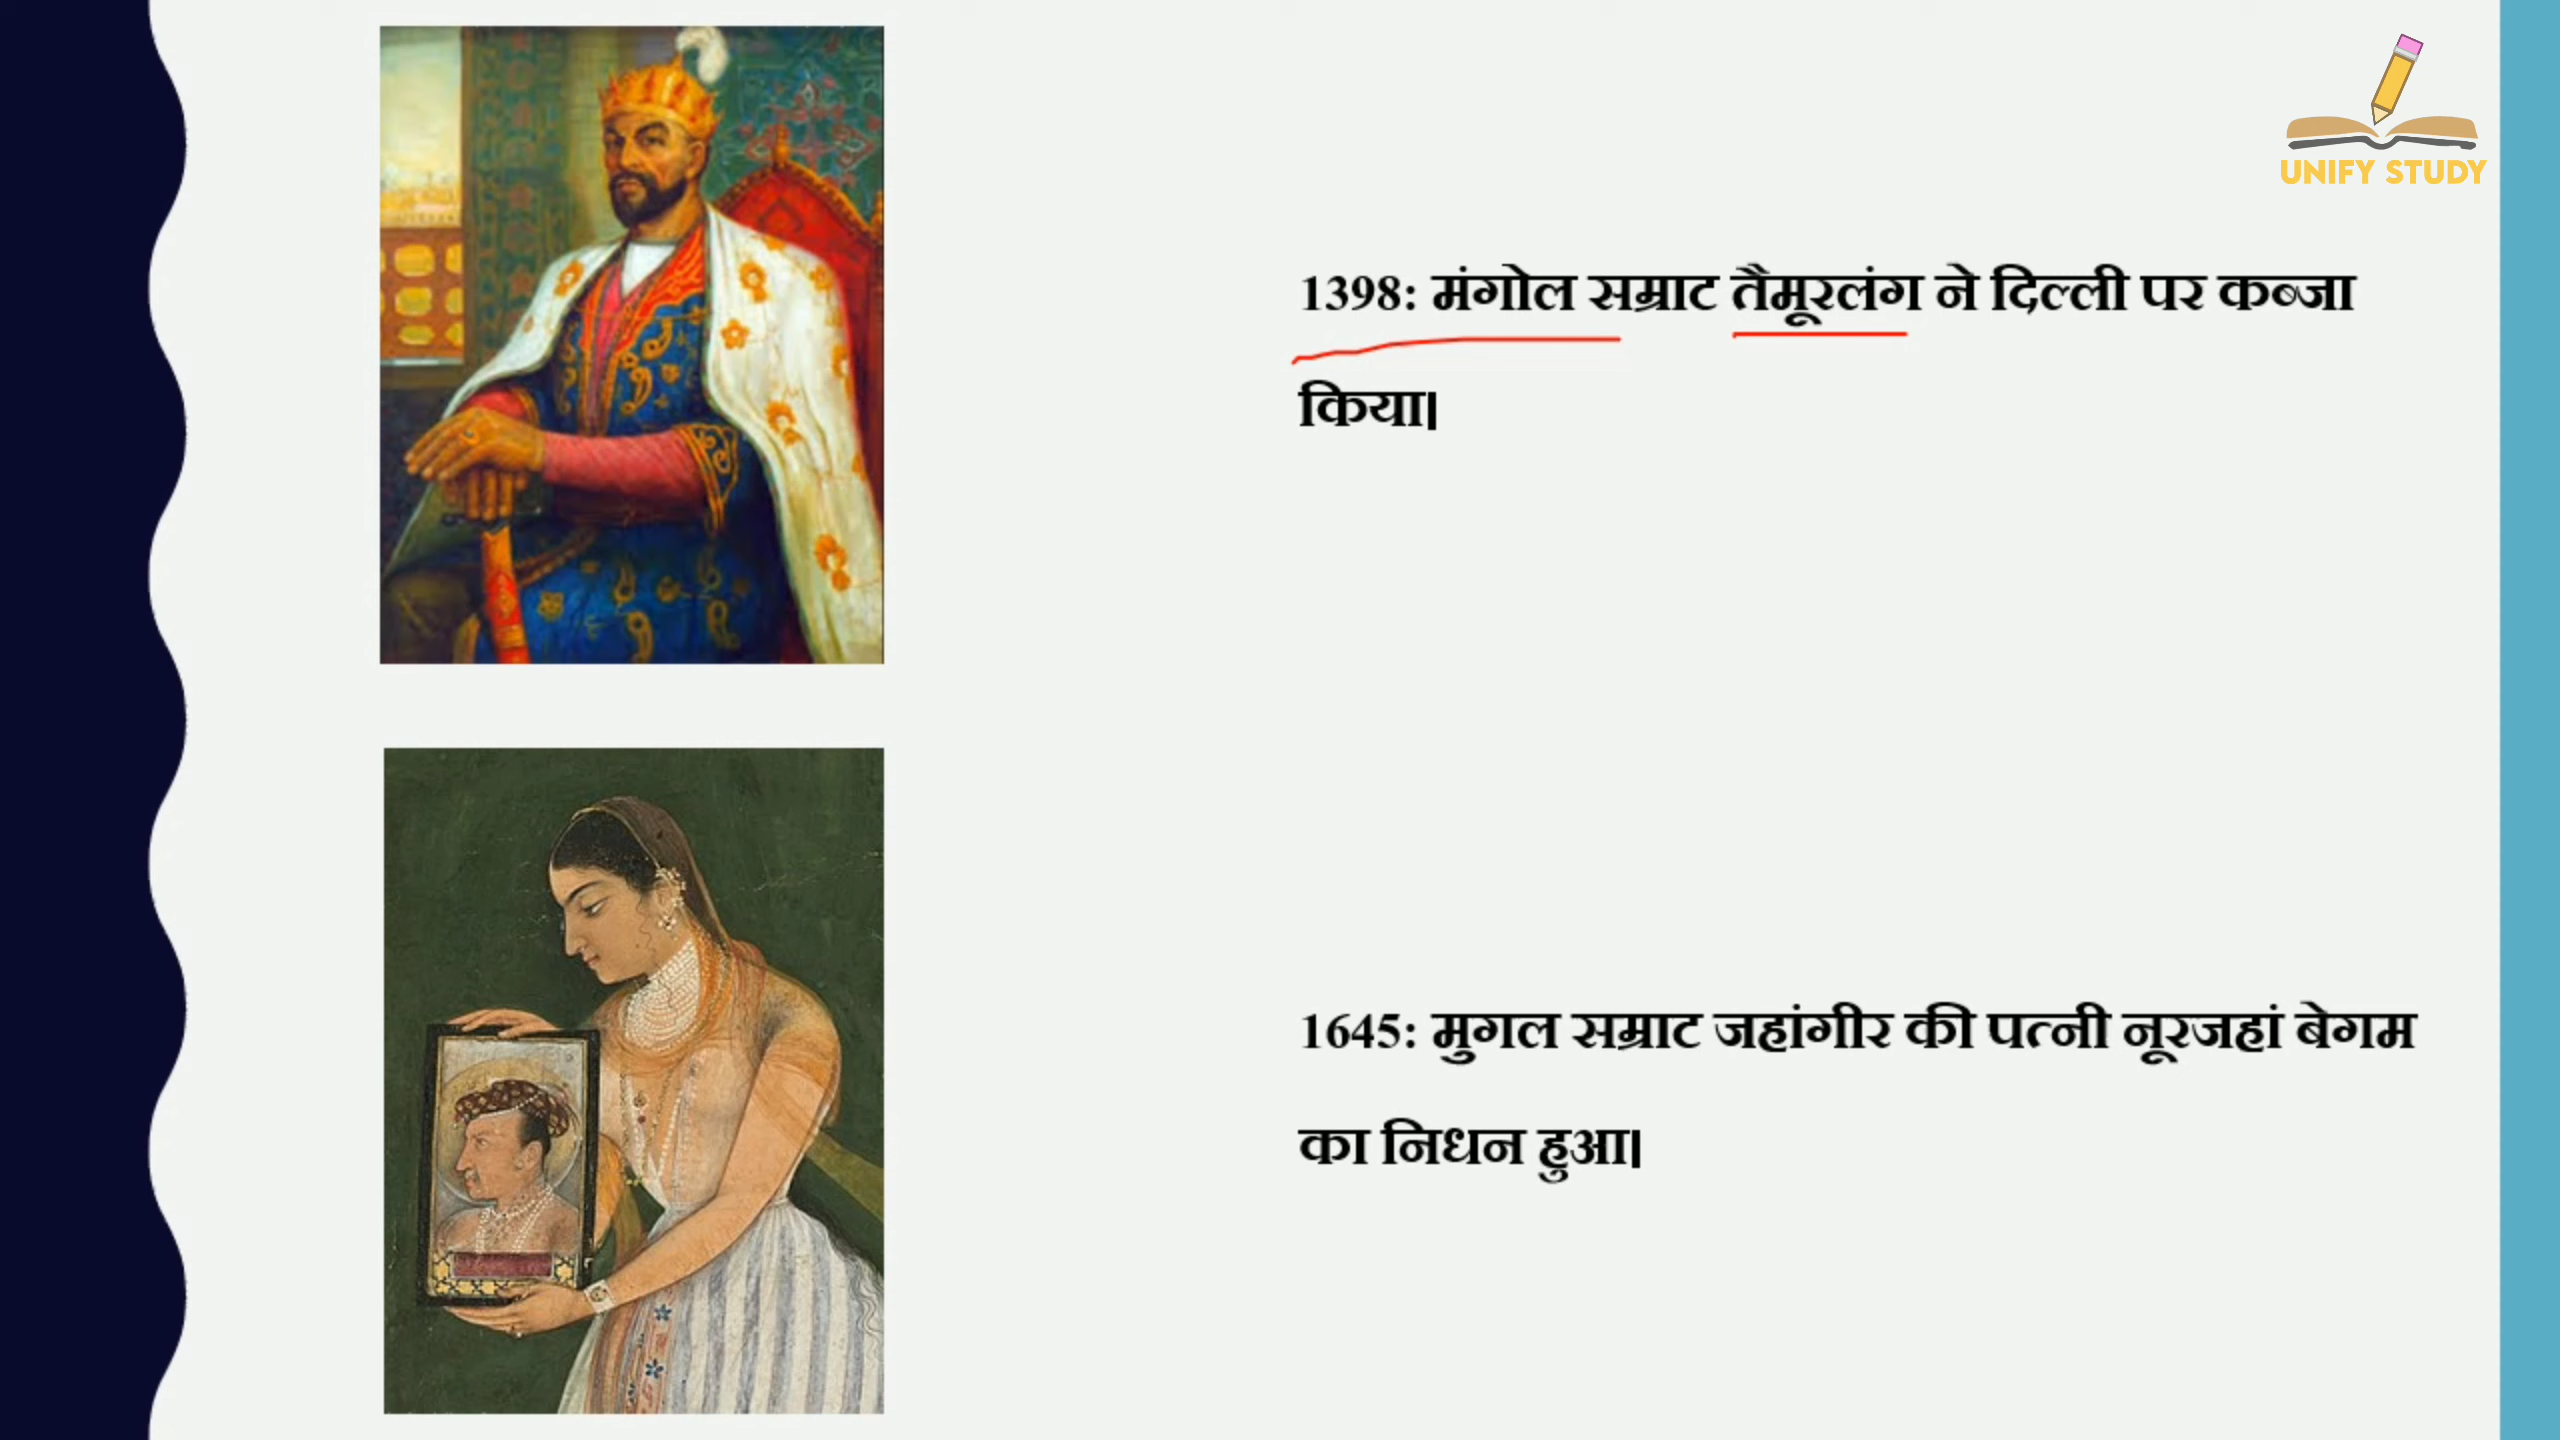 UNIFY STUDY
1398: मंगोल सम्राट तैमूरलंग ने दिल्ली पर कब्जा
किया।
1645: मुगल सम्राट जहांगीर की पत्नी नूरजहां बेगम
का निधन हुआ।